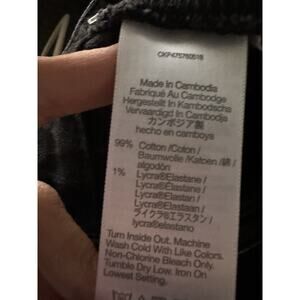 Made In Cambodia
Fabriqué Au Cambodge
Hergestellt In Kambodscha
Vervaardigd In Cambodja
カンボジア製
hecho en camboya
99% Cotton /Coton /
Baumwolle /Katoen / 綿 /
algodón
1% Lycra®Elastane /
Lycra®Élastane /
Lycra®Elastan /
Lycra®Elastaan /
ライクラ®エラスタン /
lycra®elastano
Turn Inside Out. Machine
Wash Cold With Like Colors.
Non-Chlorine Bleach Only.
Tumble Dry Low. Iron On
Lowest Setting.